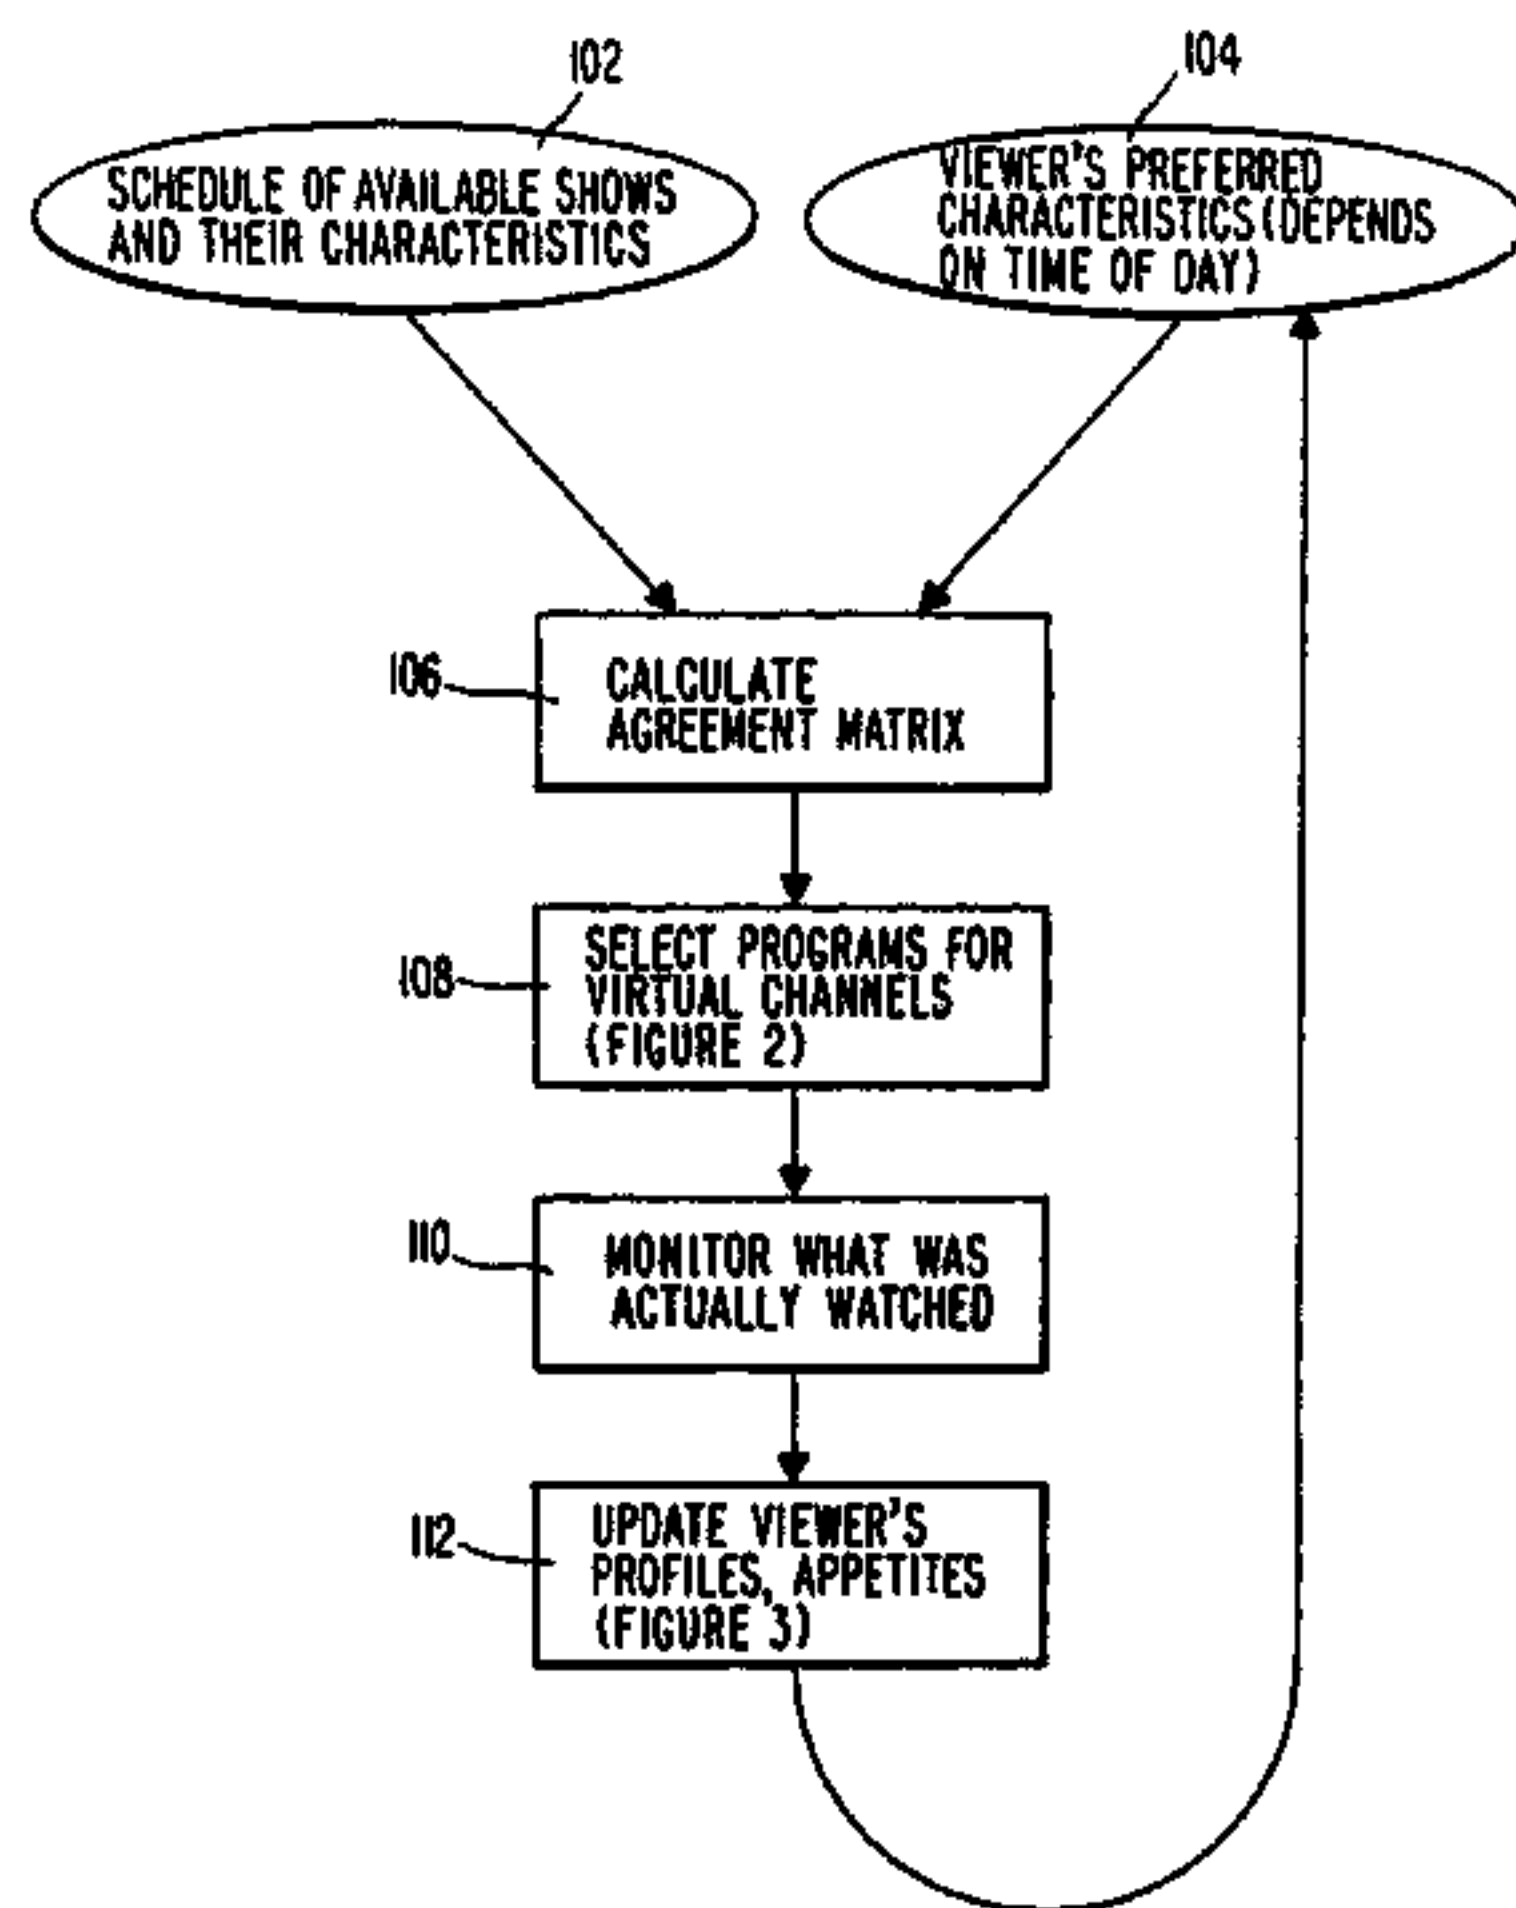 102
SCHEDULE OF AVAILABLE SHOWS
AND THEIR CHARACTERISTICS
104
VIEWER'S PREFERRED
CHARACTERISTICS (DEPENDS
ON TIME OF DAY)
106
CALCULATE
AGREEMENT MATRIX
108
SELECT PROGRAMS FOR
VIRTUAL CHANNELS
(FIGURE 2)
110
MONITOR WHAT WAS
ACTUALLY WATCHED
112
UPDATE VIEWER'S
PROFILES, APPETITES
(FIGURE 3)